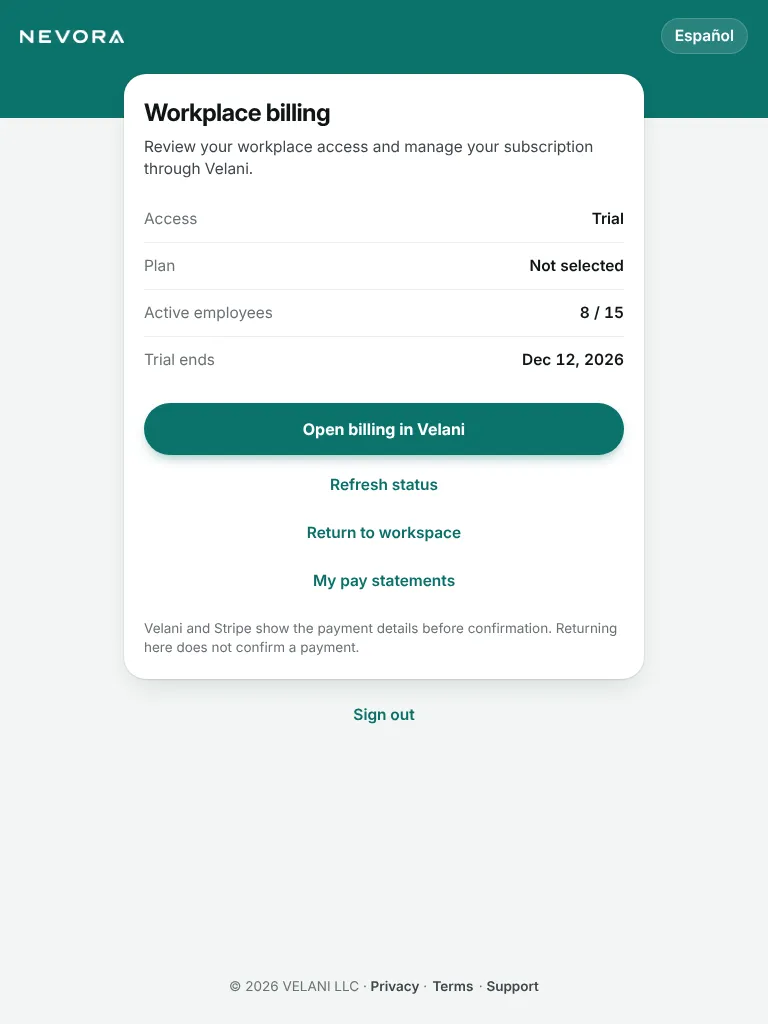 NEVORA
Español
Workplace billing
Review your workplace access and manage your subscription
through Velani.
Access Trial
Plan Not selected
Active employees 8 / 15
Trial ends Dec 12, 2026
Open billing in Velani
Refresh status
Return to workspace
My pay statements
Velani and Stripe show the payment details before confirmation. Returning
here does not confirm a payment.
Sign out
© 2026 VELANI LLC · Privacy · Terms · Support